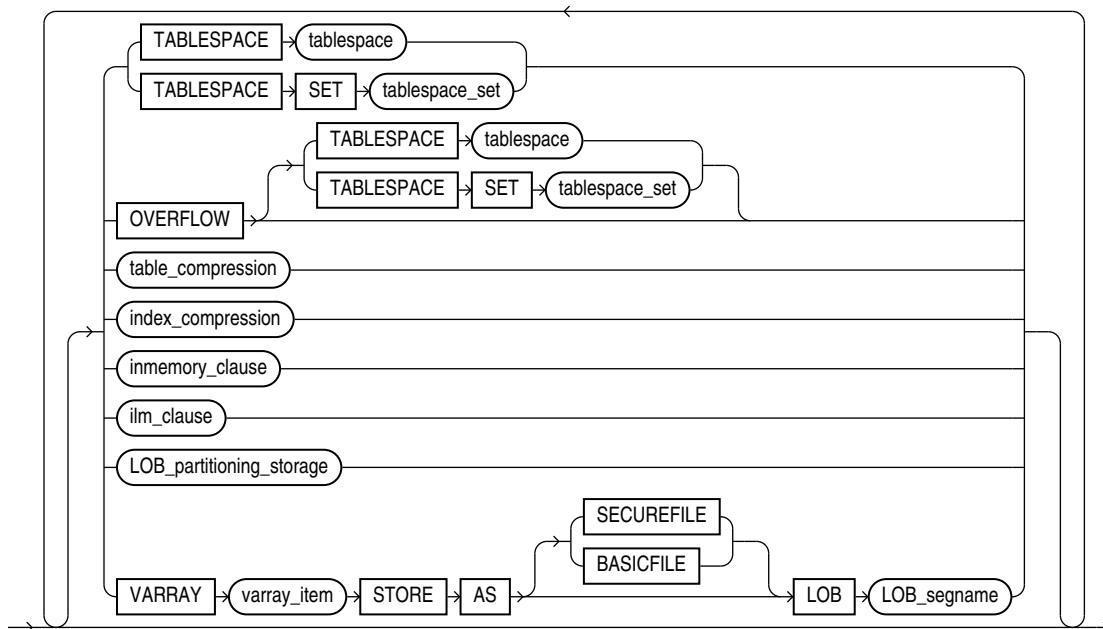 TABLESPACE tablespace
TABLESPACE SET tablespace_set
TABLESPACE tablespace
TABLESPACE SET tablespace_set
OVERFLOW
table_compression
index_compression
inmemory_clause
ilm_clause
LOB_partitioning_storage
SECUREFILE
BASICFILE
VARRAY varray_item STORE AS LOB LOB_segname